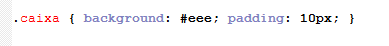 .caixa { background: #eee; padding: 10px; }